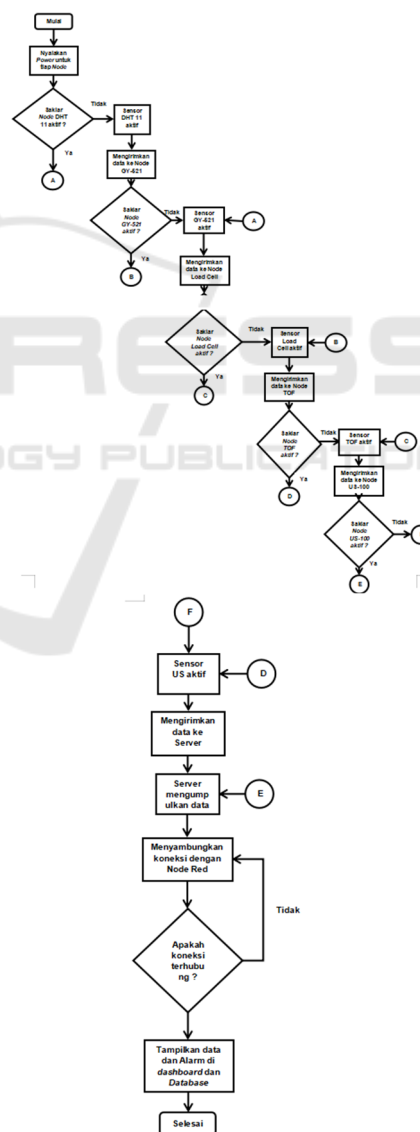 Mulai
Nyalakan
Power untuk
tiap Node
Saklar
Node DHT
11 aktif ?
Tidak
Sensor
DHT 11
aktif
Ya
A
Mengirimkan
data ke Node
GY-521
Saklar
Node
GY-521
aktif ?
Tidak
Sensor
GY-521
aktif
A
Ya
B
Mengirimkan
data ke Node
Load Cell
Saklar
Node
Load Cell
aktif ?
Tidak
Sensor
Load
Cell aktif
B
Ya
C
Mengirimkan
data ke Node
TOF
Saklar
Node
TOF
aktif ?
Tidak
Sensor
TOF aktif
C
Ya
D
Mengirimkan
data ke Node
US-100
Saklar
Node
US-100
aktif ?
Tidak
Ya
E
F
Sensor
US aktif
D
Mengirimkan
data ke
Server
Server
mengump
ulkan data
E
Menyambungkan
koneksi dengan
Node Red
Tidak
Apakah
koneksi
terhubu
ng ?
Tampilkan data
dan Alarm di
dashboard dan
Database
Selesai